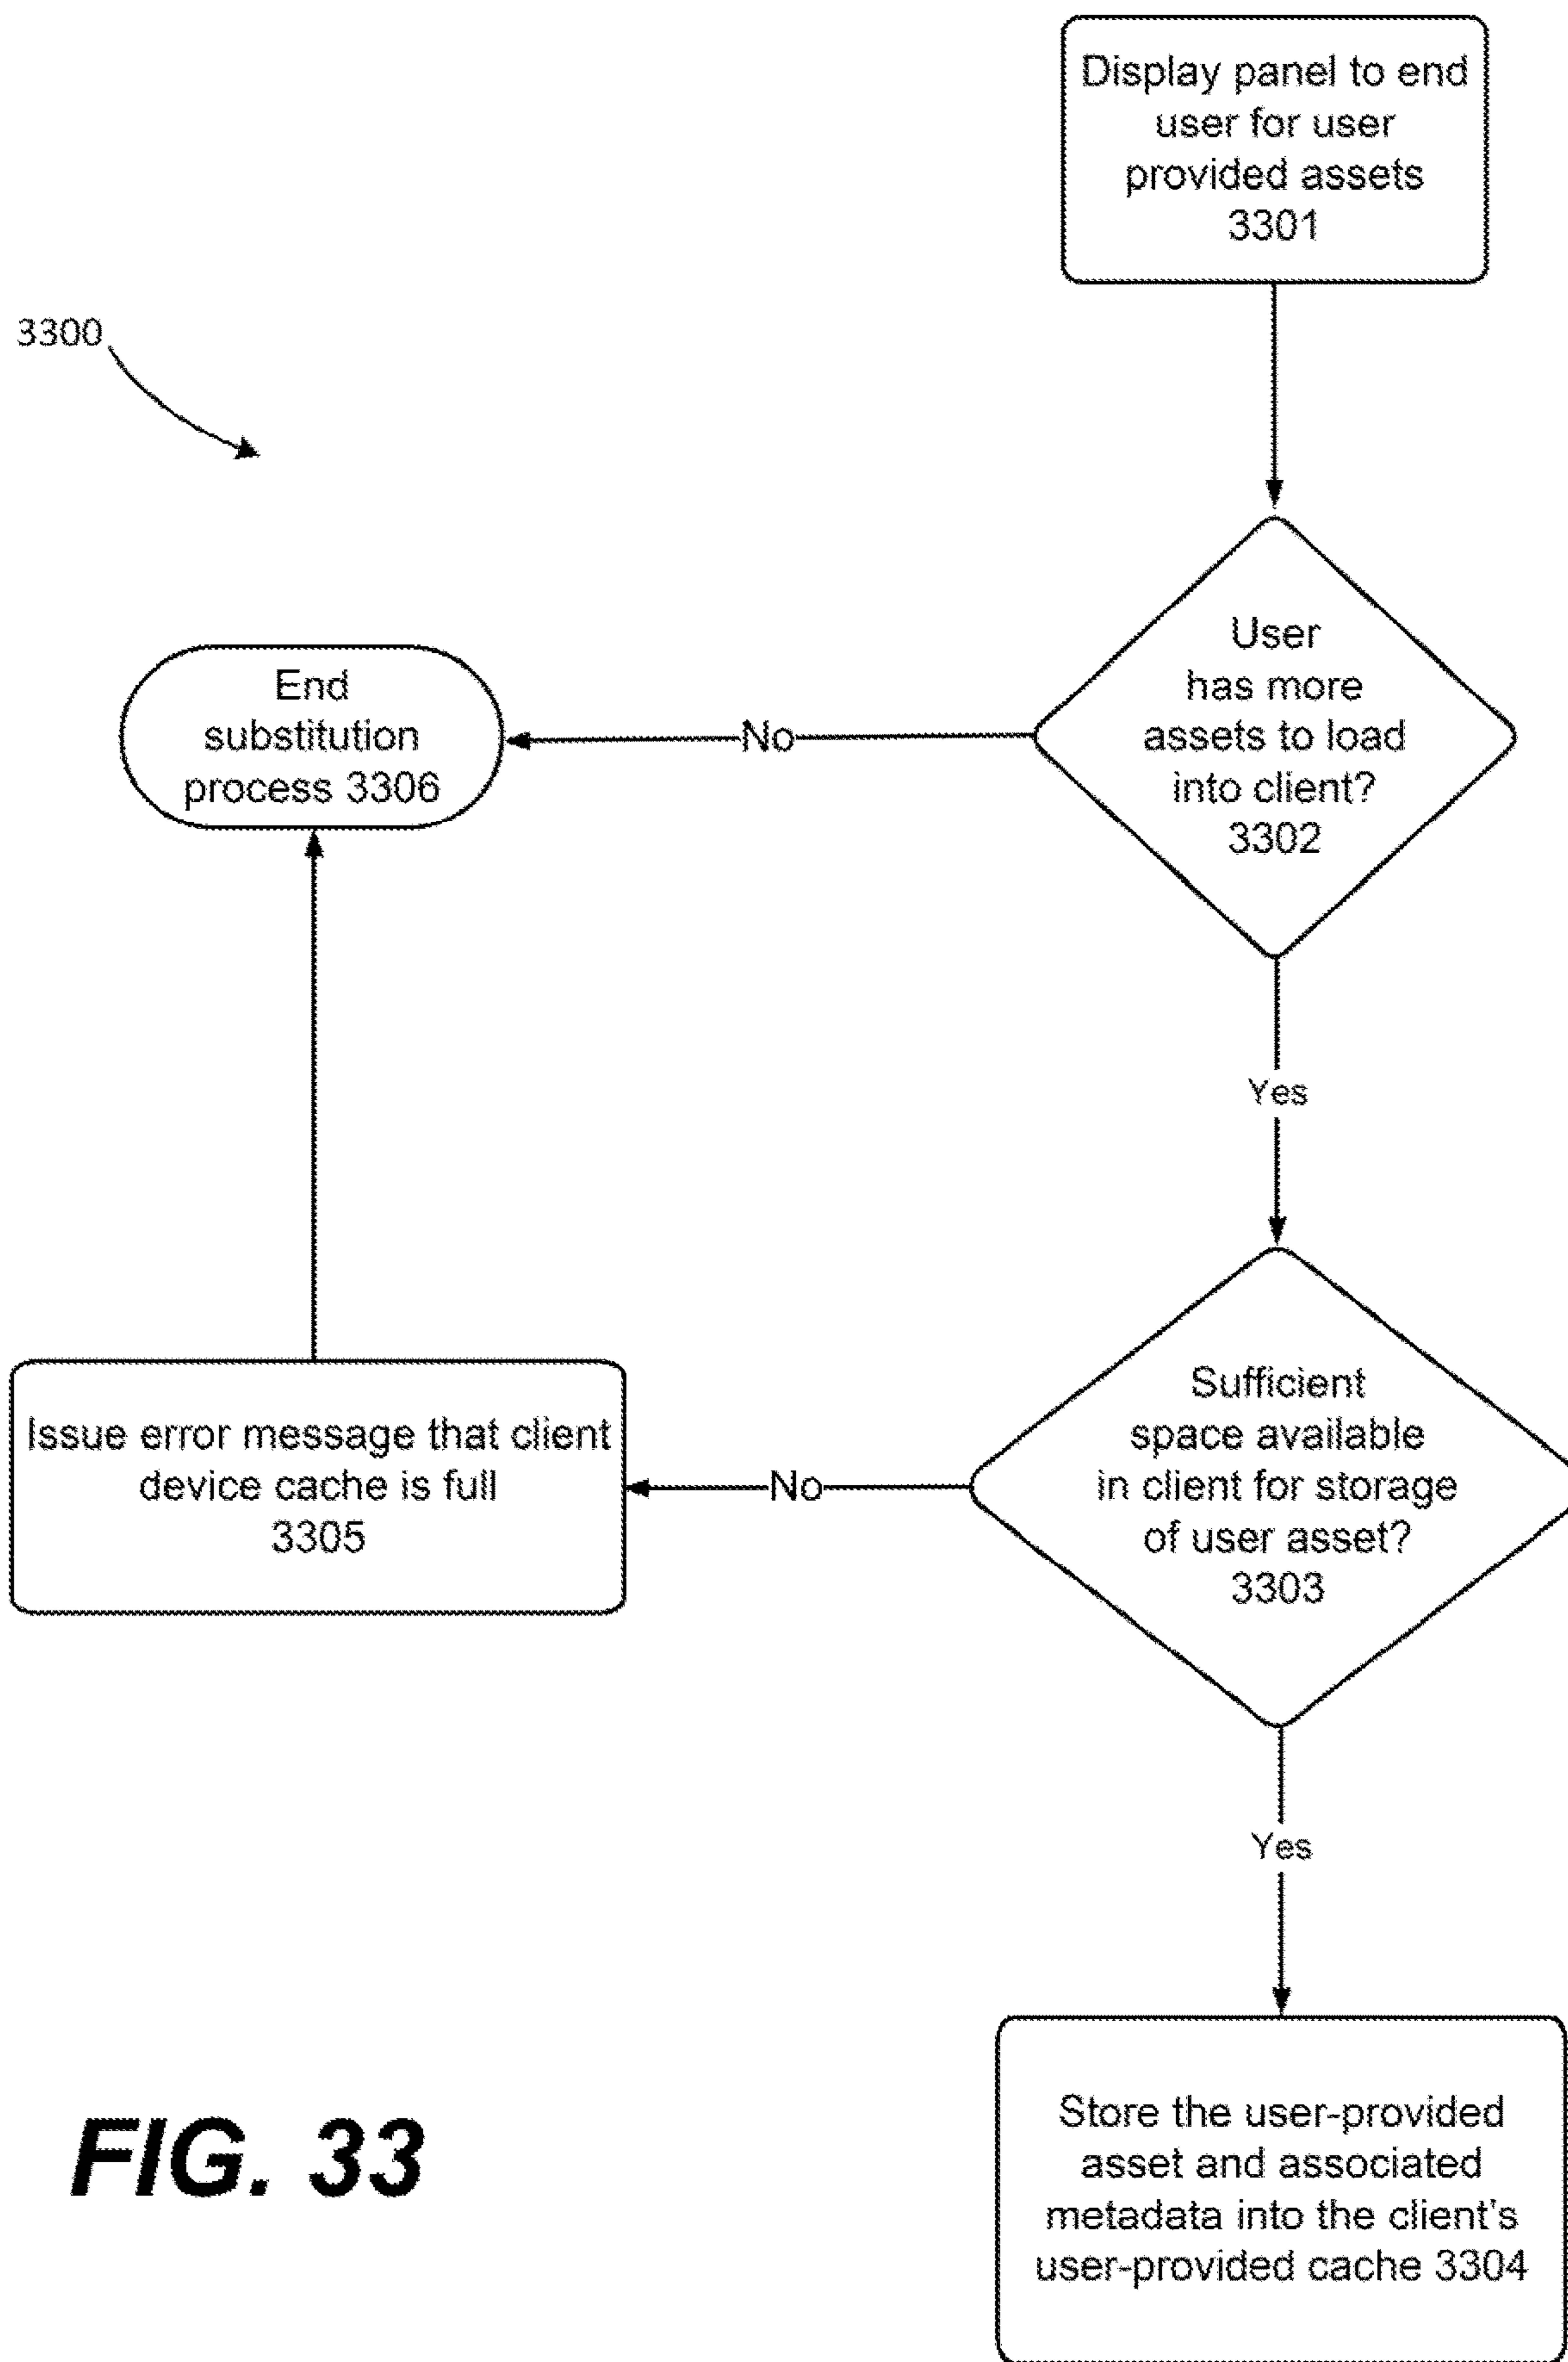 Display panel to end
user for user
provided assets
3301
3300
User
has more
assets to load
into client?
3302
No
End
substitution
process 3306
Yes
Sufficient
space available
in client for storage
of user asset?
3303
No
Issue error message that client
device cache is full
3305
Yes
Store the user-provided
asset and associated
metadata into the client's
user-provided cache 3304
FIG. 33